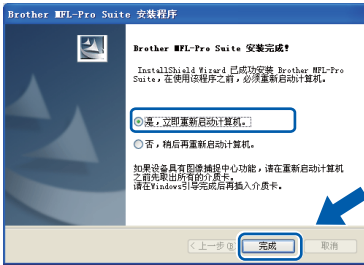 Brother MFL-Pro Suite 安装程序
Brother MFL-Pro Suite 安装完成!
InstallShield Wizard 已成功安装 Brother MFL-Pro
Suite，在使用该程序之前，必须重新启动计算机。
是，立即重新启动计算机。
否，稍后再重新启动计算机。
如果设备具有图像捕捉中心功能，请在重新启动计算机
之前先取出所有的介质卡。
请在Windows引导完成后再插入介质卡。
< 上一步(B) 完成 取消